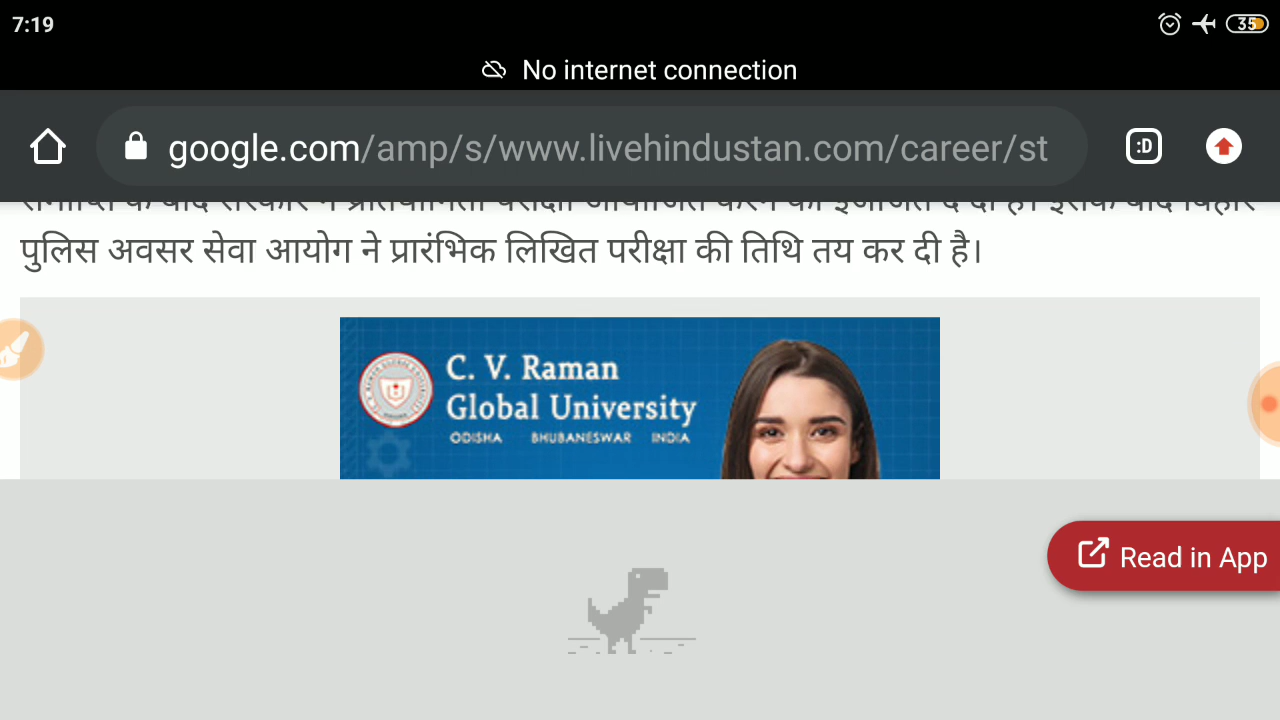 7:19
35
No internet connection
google.com/amp/s/www.livehindustan.com/career/st
:D
पुलिस अवसर सेवा आयोग ने प्रारंभिक लिखित परीक्षा की तिथि तय कर दी है।
C. V. Raman
Global University
ODISHA BHUBANESWAR INDIA
Read in App